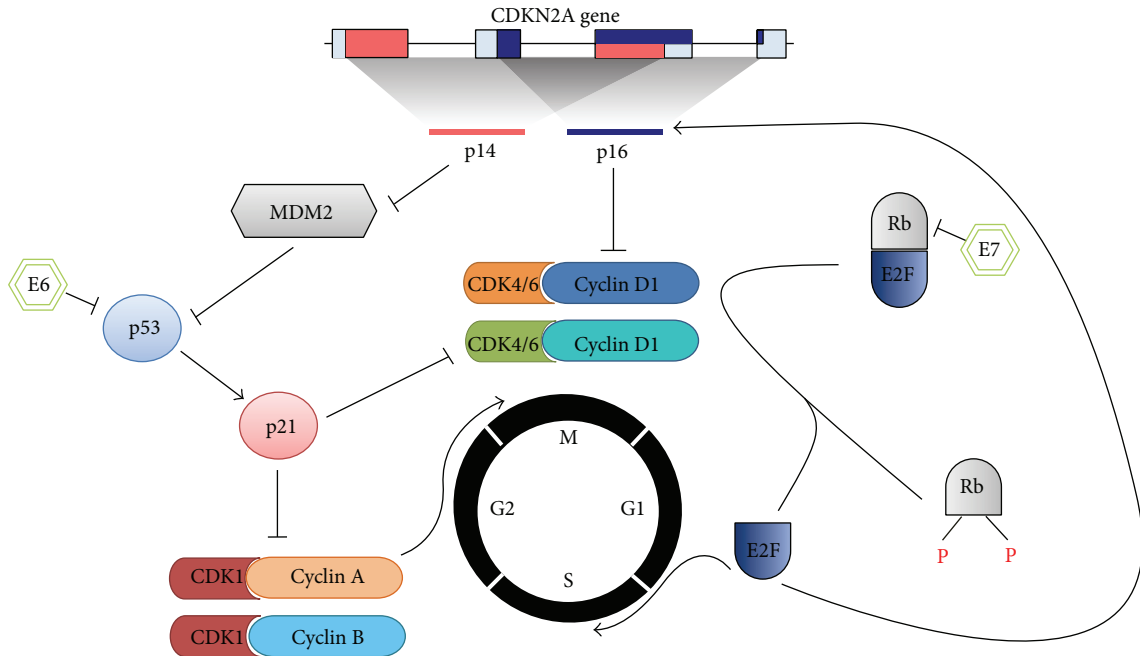 CDKN2A gene
p14
p16
MDM2
Rb
E7
E2F
E6
CDK4/6
Cyclin D1
p53
CDK4/6
Cyclin D1
p21
M
G2
G1
Rb
E2F
P
P
S
CDK1
Cyclin A
CDK1
Cyclin B